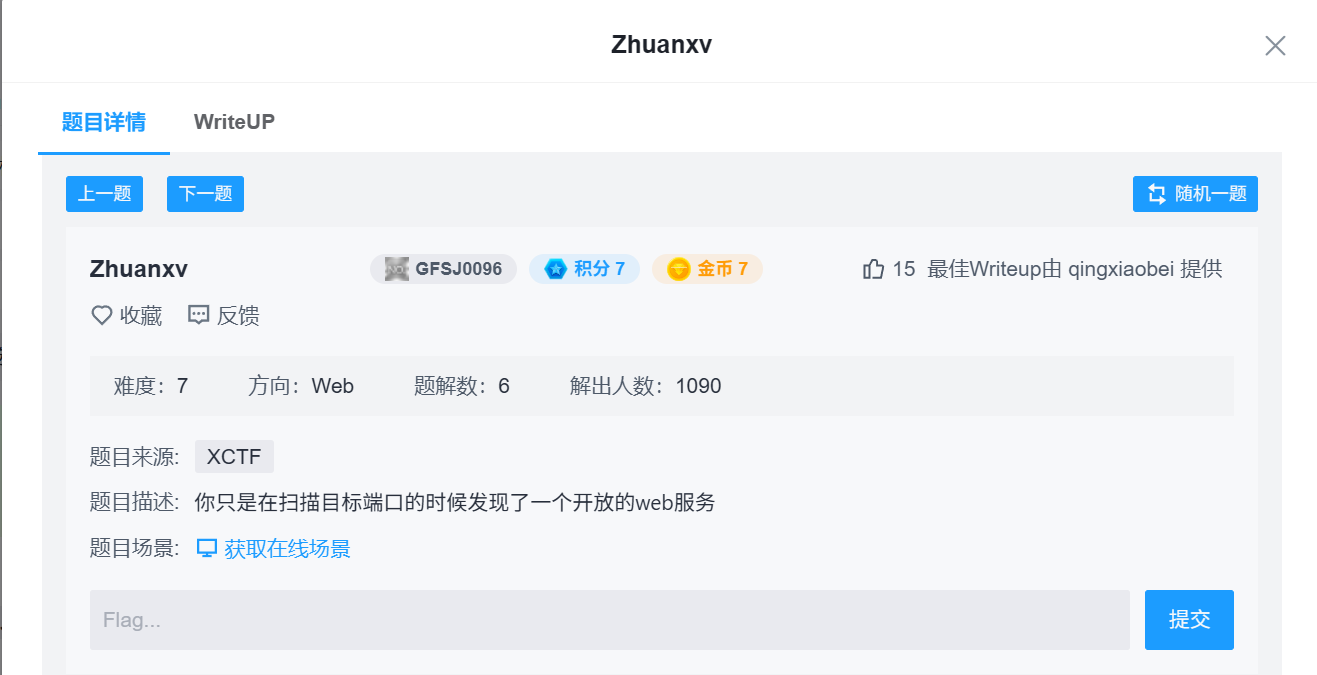 Zhuanxv
题目详情 WriteUP
上一题 下一题 随机一题
Zhuanxv GFSJ0096 积分 7 金币 7 15 最佳Writeup由 qingxiaobei 提供
收藏 反馈
难度: 7 方向: Web 题解数: 6 解出人数: 1090
题目来源: XCTF
题目描述: 你只是在扫描目标端口的时候发现了一个开放的web服务
题目场景: 获取在线场景
Flag... 提交